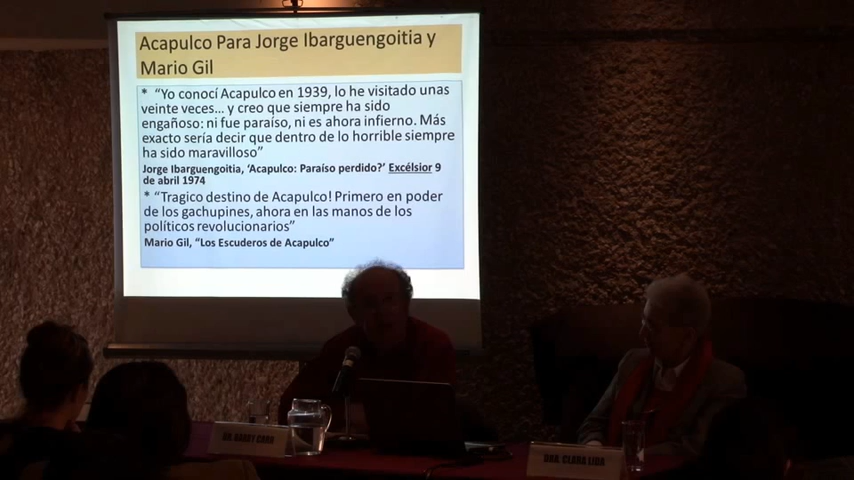 Acapulco Para Jorge Ibarguengoitia y
Mario Gil
* “Yo conocí Acapulco en 1939, lo he visitado unas
veinte veces… y creo que siempre ha sido
engañoso: ni fue paraíso, ni es ahora infierno. Más
exacto sería decir que dentro de lo horrible siempre
ha sido maravilloso”
Jorge Ibarguengoitia, ‘Acapulco: Paraíso perdido?’ Excélsior 9
de abril 1974
* “Tragico destino de Acapulco! Primero en poder
de los gachupines, ahora en las manos de los
políticos revolucionarios”
Mario Gil, “Los Escuderos de Acapulco”
DR. BARRY CARR
DRA. CLARA LIDA